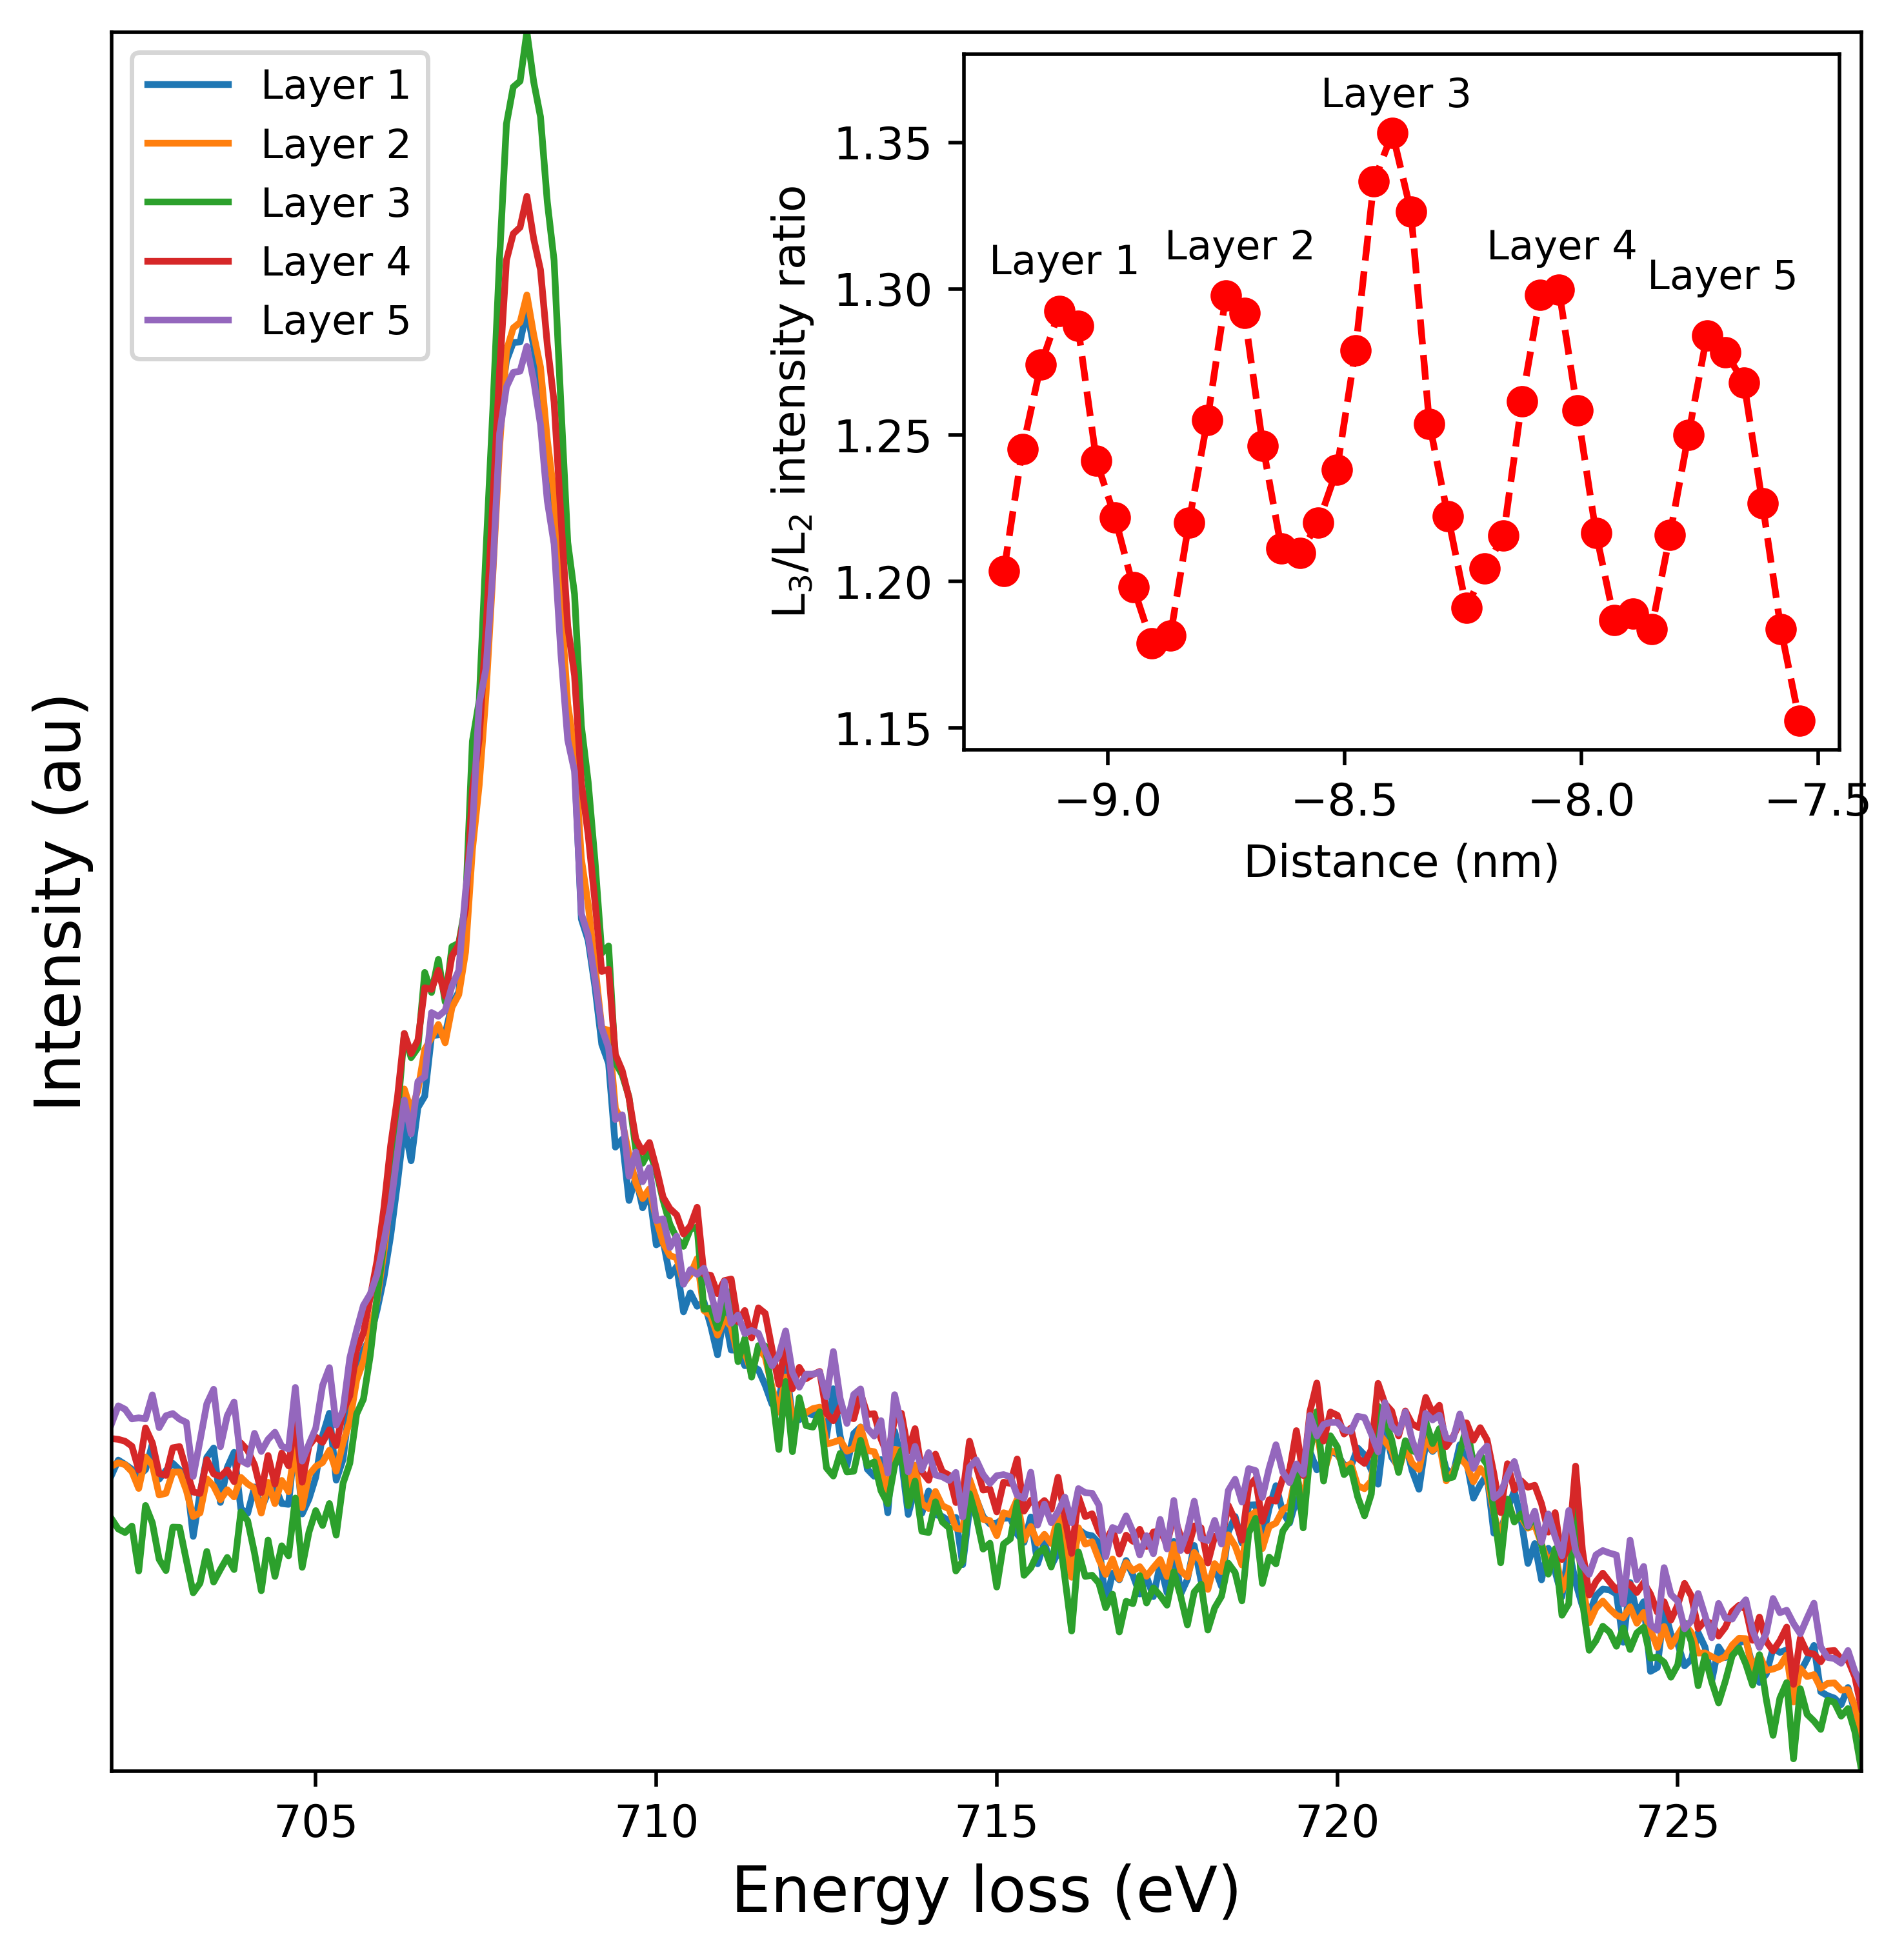 Layer 1
Layer 2
Layer 3
Layer 4
Layer 5
Intensity (au)
705
710
715
720
725
Energy loss (eV)
L₃/L₂ intensity ratio
1.35
1.30
1.25
1.20
1.15
Layer 1
Layer 2
Layer 3
Layer 4
Layer 5
−9.0
−8.5
−8.0
−7.5
Distance (nm)